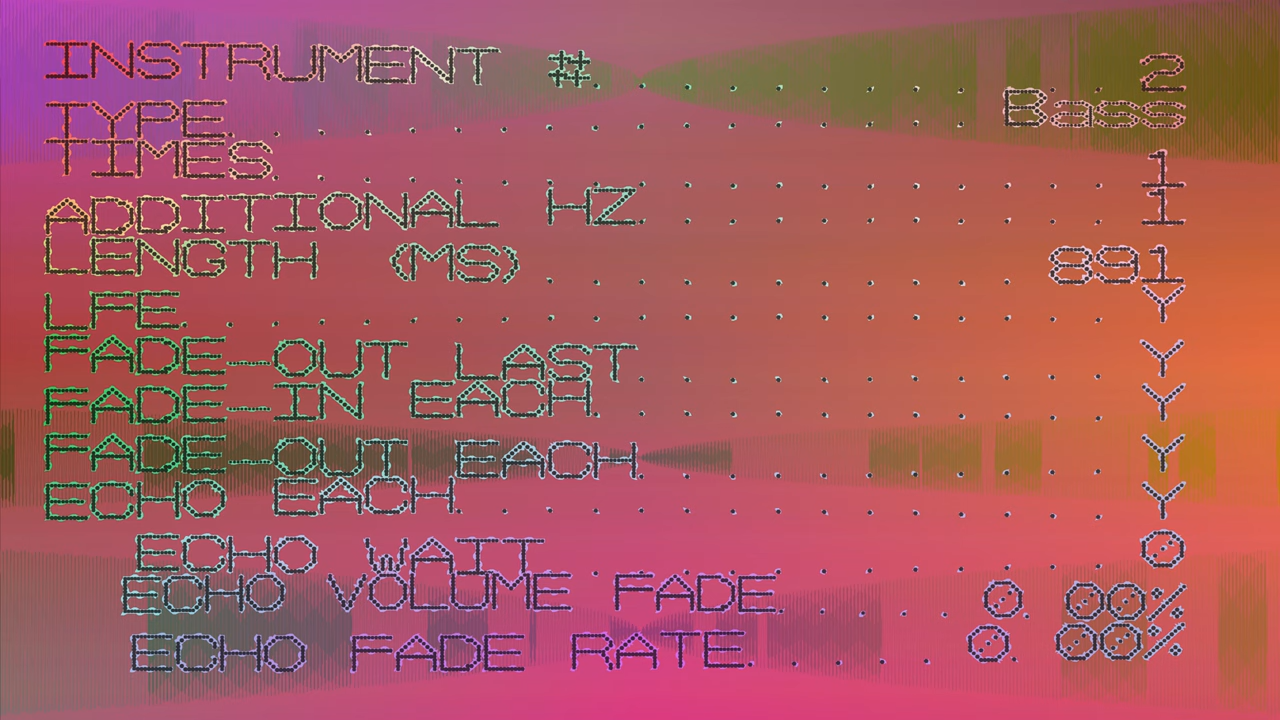 INSTRUMENT #. . . . . . . . . . . . 2
TYPE. . . . . . . . . . . . . . . . . Bass
TIMES. . . . . . . . . . . . . . . . . . . 1
ADDITIONAL HZ. . . . . . . . . . . 1
LENGTH (MS) . . . . . . . . . . . 891
LFE. . . . . . . . . . . . . . . . . . . . . Y
FADE-OUT LAST. . . . . . . . . . . Y
FADE-IN EACH. . . . . . . . . . . . Y
FADE-OUT EACH. . . . . . . . . . . Y
ECHO EACH. . . . . . . . . . . . . . . Y
ECHO WAIT. . . . . . . . . . . . 0
ECHO VOLUME FADE. . . . . 0.00%
ECHO FADE RATE. . . . . 0.00%